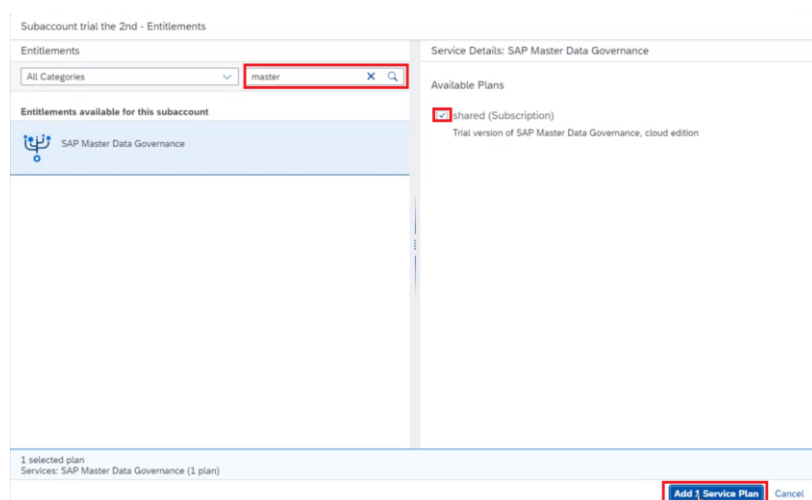 Subaccount trial the 2nd - Entitlements
Entitlements
All Categories
master
Entitlements available for this subaccount
SAP Master Data Governance
Service Details: SAP Master Data Governance
Available Plans
shared (Subscription)
Trial version of SAP Master Data Governance, cloud edition
1 selected plan
Services: SAP Master Data Governance (1 plan)
Add 1 Service Plan
Cancel